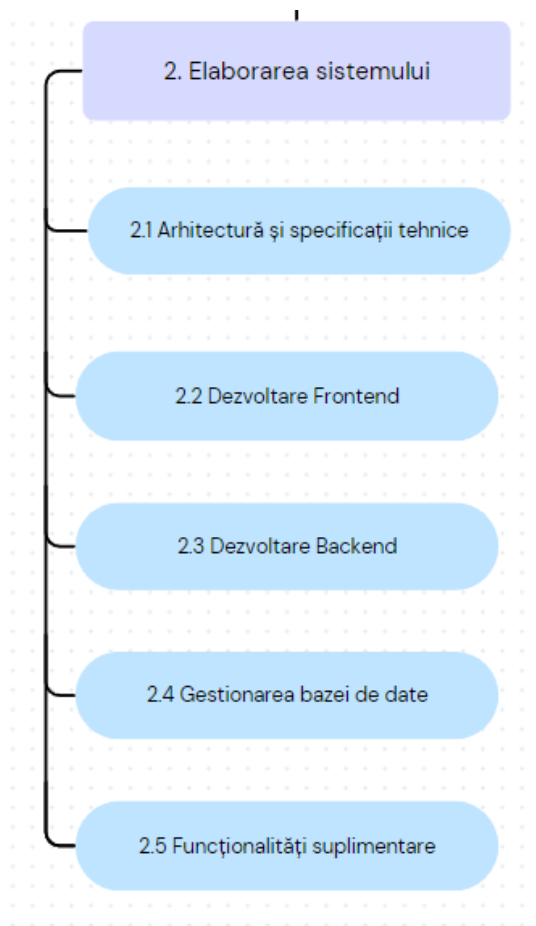 2. Elaborarea sistemului
2.1 Arhitectură și specificații tehnice
2.2 Dezvoltare Frontend
2.3 Dezvoltare Backend
2.4 Gestionarea bazei de date
2.5 Funcționalități suplimentare